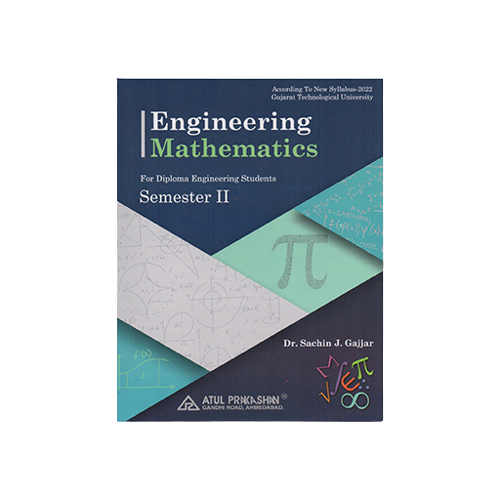 According To New Syllabus-2022
Gujarat Technological University
Engineering
Mathematics
For Diploma Engineering Students
Semester II
π
Dr. Sachin J. Gajjar
ATUL PRAKASHAN
GANDHI ROAD, AHMEDABAD.